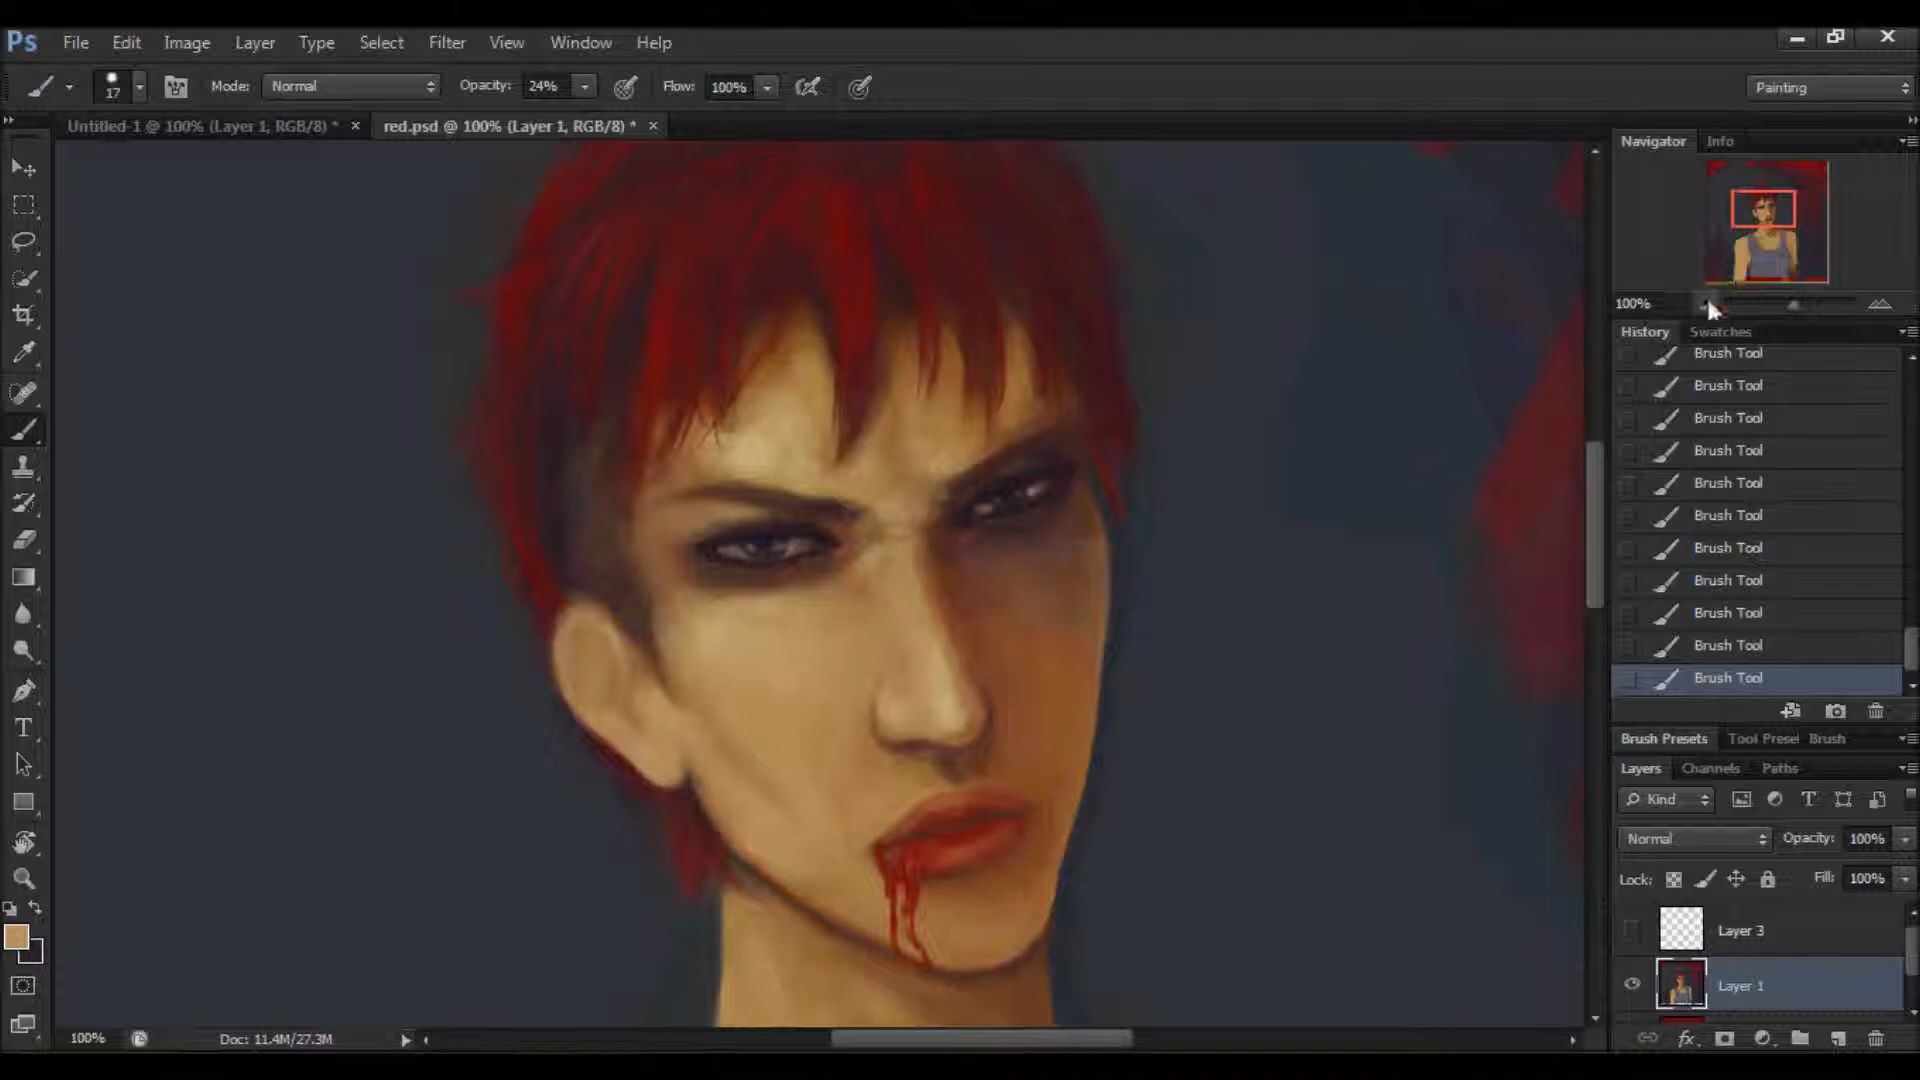 Ps File Edit Image Layer Type Select Filter View Window Help
17 Mode: Normal Opacity: 24% Flow: 100% Painting
Untitled-1 @ 100% (Layer 1, RGB/8) * × red.psd @ 100% (Layer 1, RGB/8) * ×
Navigator Info
100%
History Swatches
Brush Tool
Brush Tool
Brush Tool
Brush Tool
Brush Tool
Brush Tool
Brush Tool
Brush Tool
Brush Tool
Brush Tool
Brush Tool
Brush Presets Tool Preset Brush
Layers Channels Paths
Kind
Normal Opacity: 100%
Lock: Fill: 100%
Layer 3
Layer 1
100% Doc: 11.4M/27.3M